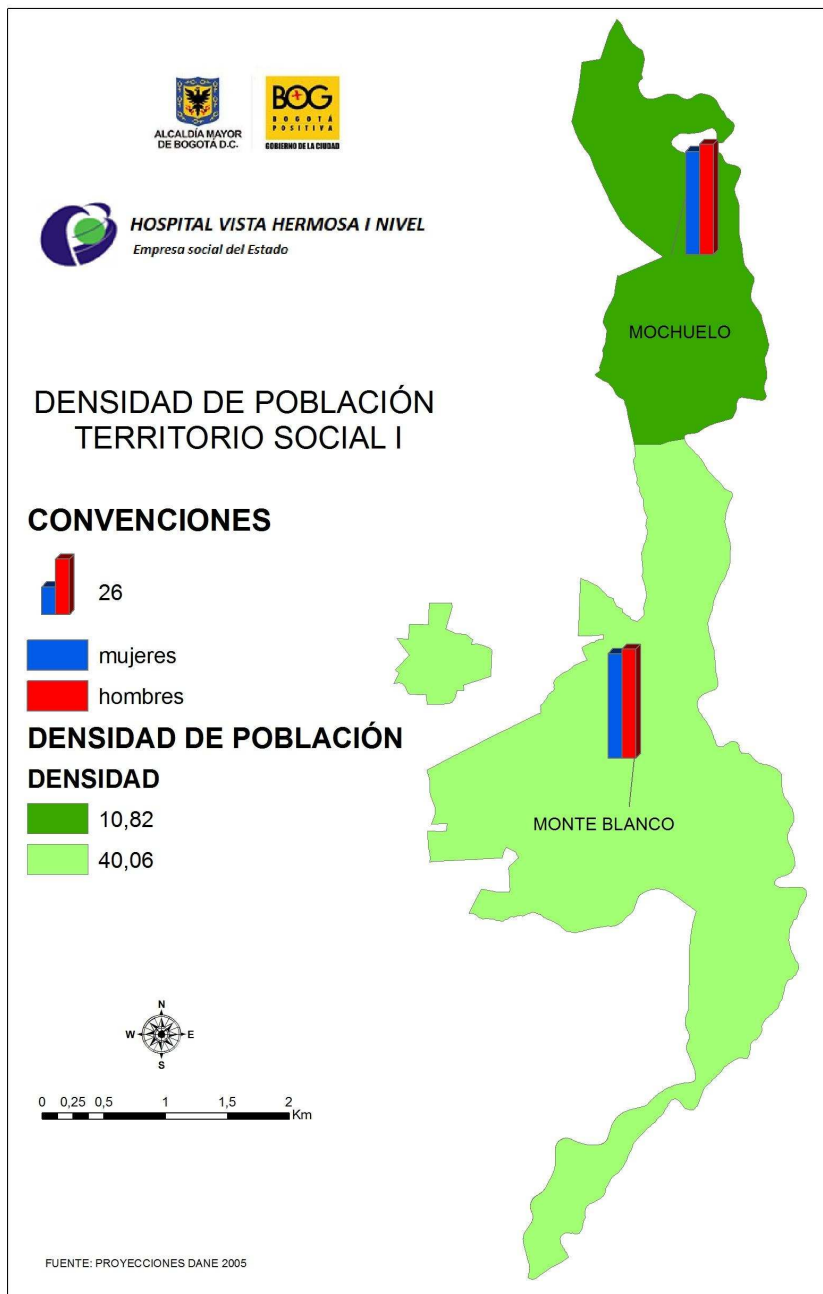 ALCALDÍA MAYOR
DE BOGOTÁ D.C.
BOG
BOGOTÁ
POSITIVA
GOBIERNO DE LA CIUDAD
HOSPITAL VISTA HERMOSA I NIVEL
Empresa social del Estado
DENSIDAD DE POBLACIÓN
TERRITORIO SOCIAL I
CONVENCIONES
26
mujeres
hombres
DENSIDAD DE POBLACIÓN
DENSIDAD
10,82
40,06
MOCHUELO
MONTE BLANCO
N
W E
S
0 0,25 0,5 1 1,5 2
Km
FUENTE: PROYECCIONES DANE 2005